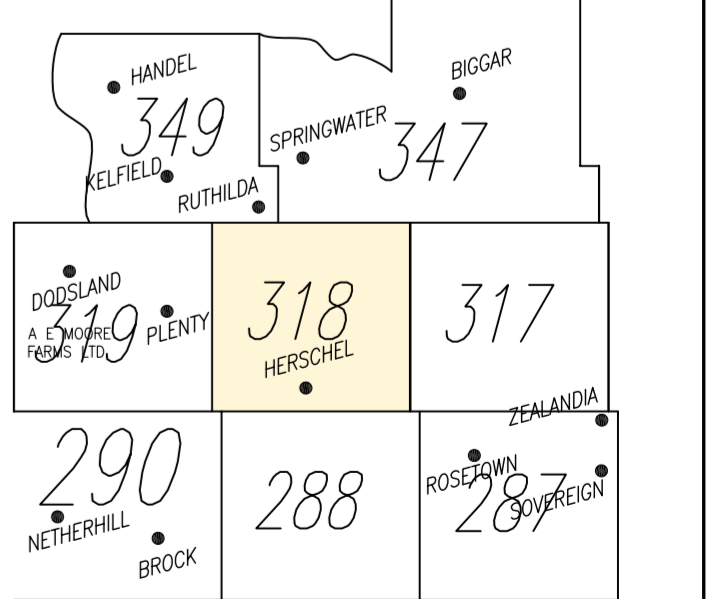 HANDEL
BIGGAR
349
SPRINGWATER
347
KELFIELD
RUTHILDA
DODSLAND
319
PLENTY
A E MOORE
FARMS LTD
318
HERSCHEL
317
ZEALANDIA
290
NETHERHILL
BROCK
288
ROSETOWN
287
SOVEREIGN